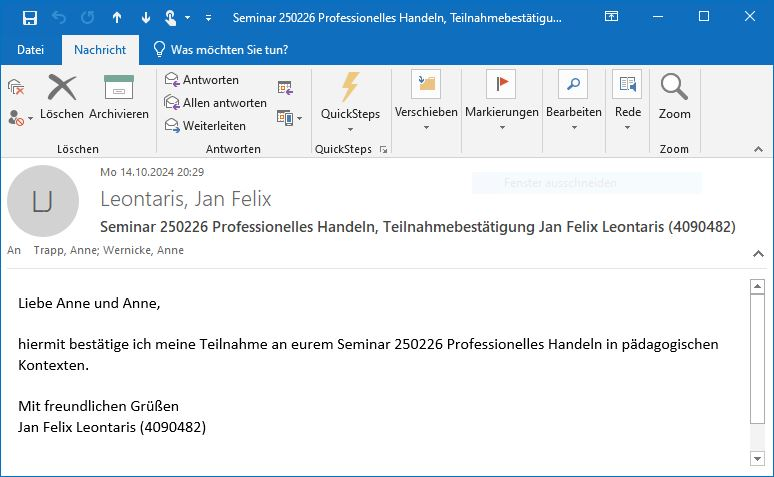 Seminar 250226 Professionelles Handeln, Teilnahmebestätigu...
Datei
Nachricht
Was möchten Sie tun?
Löschen
Archivieren
Löschen
Antworten
Allen antworten
Weiterleiten
Antworten
QuickSteps
QuickSteps
Verschieben
Markierungen
Bearbeiten
Rede
Zoom
Zoom
Mo 14.10.2024 20:29
Fenster ausschneiden
LJ
Leontaris, Jan Felix
Seminar 250226 Professionelles Handeln, Teilnahmebestätigung Jan Felix Leontaris (4090482)
An Trapp, Anne; Wernicke, Anne
Liebe Anne und Anne,
hiermit bestätige ich meine Teilnahme an eurem Seminar 250226 Professionelles Handeln in pädagogischen
Kontexten.
Mit freundlichen Grüßen
Jan Felix Leontaris (4090482)